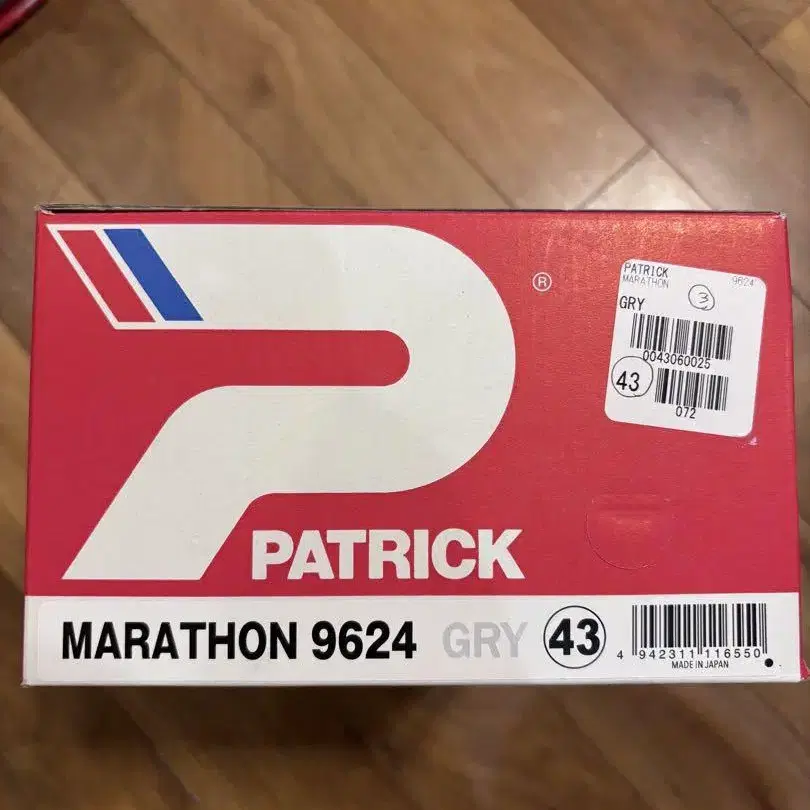 ®
PATRICK
MARATHON 9624
③
GRY
0043060025
43
072
PATRICK
MARATHON 9624 GRY 43
4 942311 116550
MADE IN JAPAN